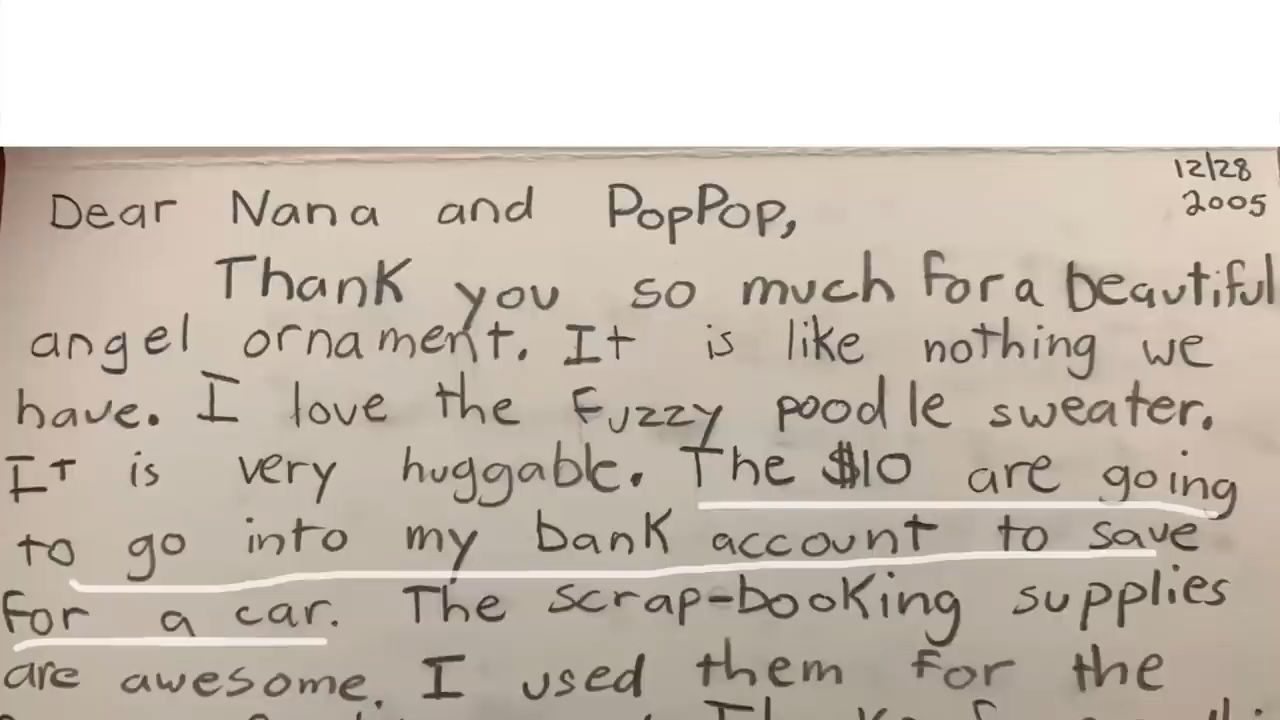 12/28
2005
Dear Nana and PopPop,
Thank you so much for a beautiful
angel ornament. It is like nothing we
have. I love the fuzzy poodle sweater.
It is very huggable. The $10 are going
to go into my bank account to save
for a car. The scrap-booking supplies
are awesome. I used them for the